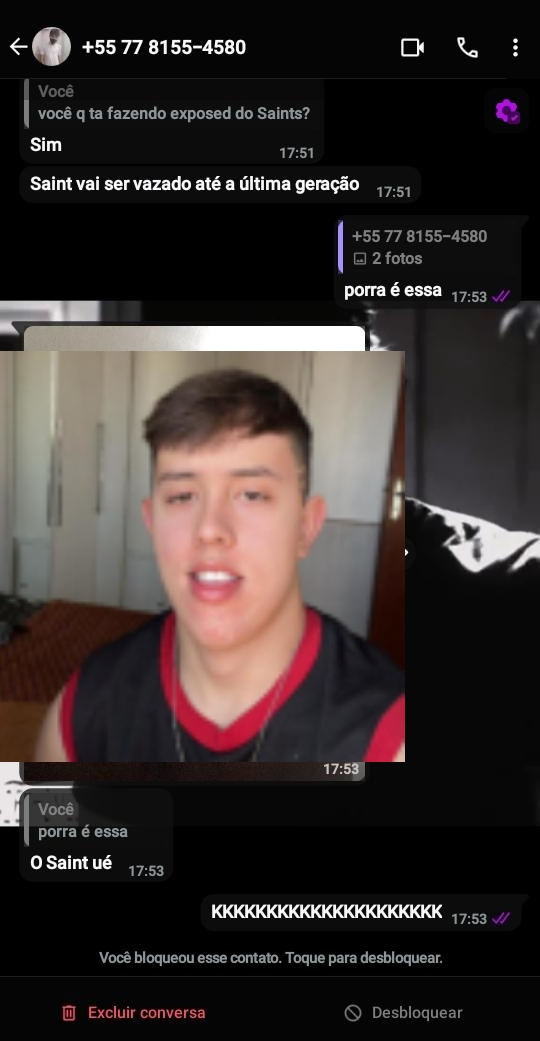 +55 77 8155-4580
Você
você q ta fazendo exposed do Saints?
Sim
17:51
Saint vai ser vazado até a última geração
17:51
+55 77 8155-4580
2 fotos
porra é essa
17:53
17:53
Você
porra é essa
O Saint ué
17:53
KKKKKKKKKKKKKKKKKKKKK
17:53
Você bloqueou esse contato. Toque para desbloquear.
Excluir conversa
Desbloquear